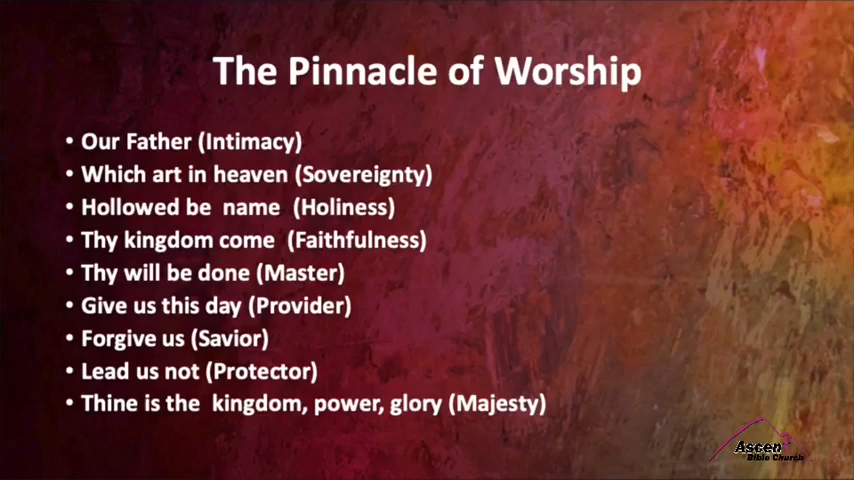 The Pinnacle of Worship
• Our Father (Intimacy)
• Which art in heaven (Sovereignty)
• Hollowed be name (Holiness)
• Thy kingdom come (Faithfulness)
• Thy will be done (Master)
• Give us this day (Provider)
• Forgive us (Savior)
• Lead us not (Protector)
• Thine is the kingdom, power, glory (Majesty)
Ascen
Bible Church